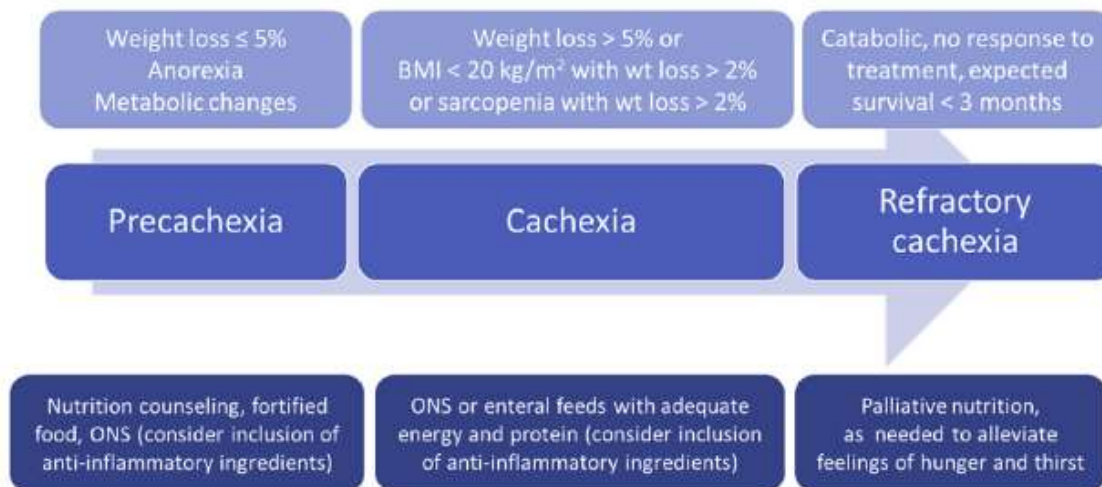 Weight loss ≤ 5%
Anorexia
Metabolic changes
Weight loss > 5% or
BMI < 20 kg/m² with wt loss > 2%
or sarcopenia with wt loss > 2%
Catabolic, no response to
treatment, expected
survival < 3 months
Precachexia
Cachexia
Refractory
cachexia
Nutrition counseling, fortified
food, ONS (consider inclusion of
anti-inflammatory ingredients)
ONS or enteral feeds with adequate
energy and protein (consider inclusion
of anti-inflammatory ingredients)
Palliative nutrition,
as needed to alleviate
feelings of hunger and thirst